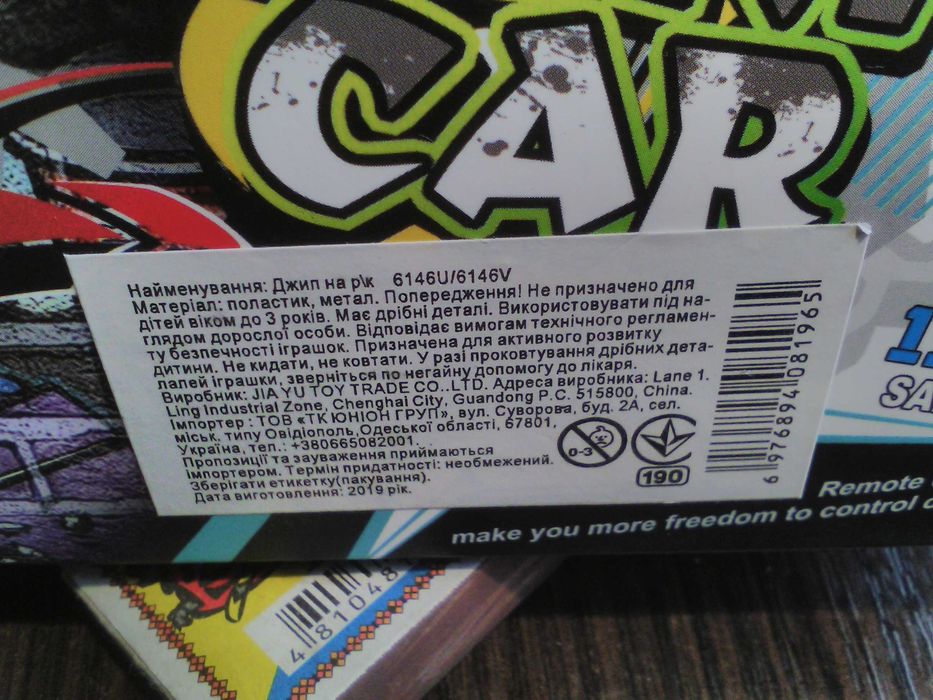 CAR
Найменування: Джип на р\к 6146U/6146V
Матеріал: поластик, метал. Попередження! Не призначено для
дітей віком до 3 років. Має дрібні деталі. Використовувати під на-
глядом дорослої особи. Відповідає вимогам технічного регламен-
ту безпечності іграшок. Призначена для активного розвитку
дитини. Не кидати, не ковтати. У разі проковтування дрібних дета-
лапей іграшки, зверніться по негайну допомогу до лікаря.
Виробник: JIA YU TOY TRADE CO..LTD. Адреса виробника: Lane 1.
Ling Industrial Zone, Chenghai City, Guandong P.C. 515800, China.
Імпортер : ТОВ «ТК ЮНІОН ГРУП», вул. Суворова, буд. 2А, сел.
міськ. типу Овідіополь,Одеської області, 67801,
Україна, тел.: +380665082001.
Пропозиції та зауваження приймаються
імпортером. Термін придатності: необмежений.
Зберігати етикетку(пакування).
Дата виготовлення: 2019 рік.
0-3
190
6 976894 081965
Remote
make you more freedom to control
4 81048